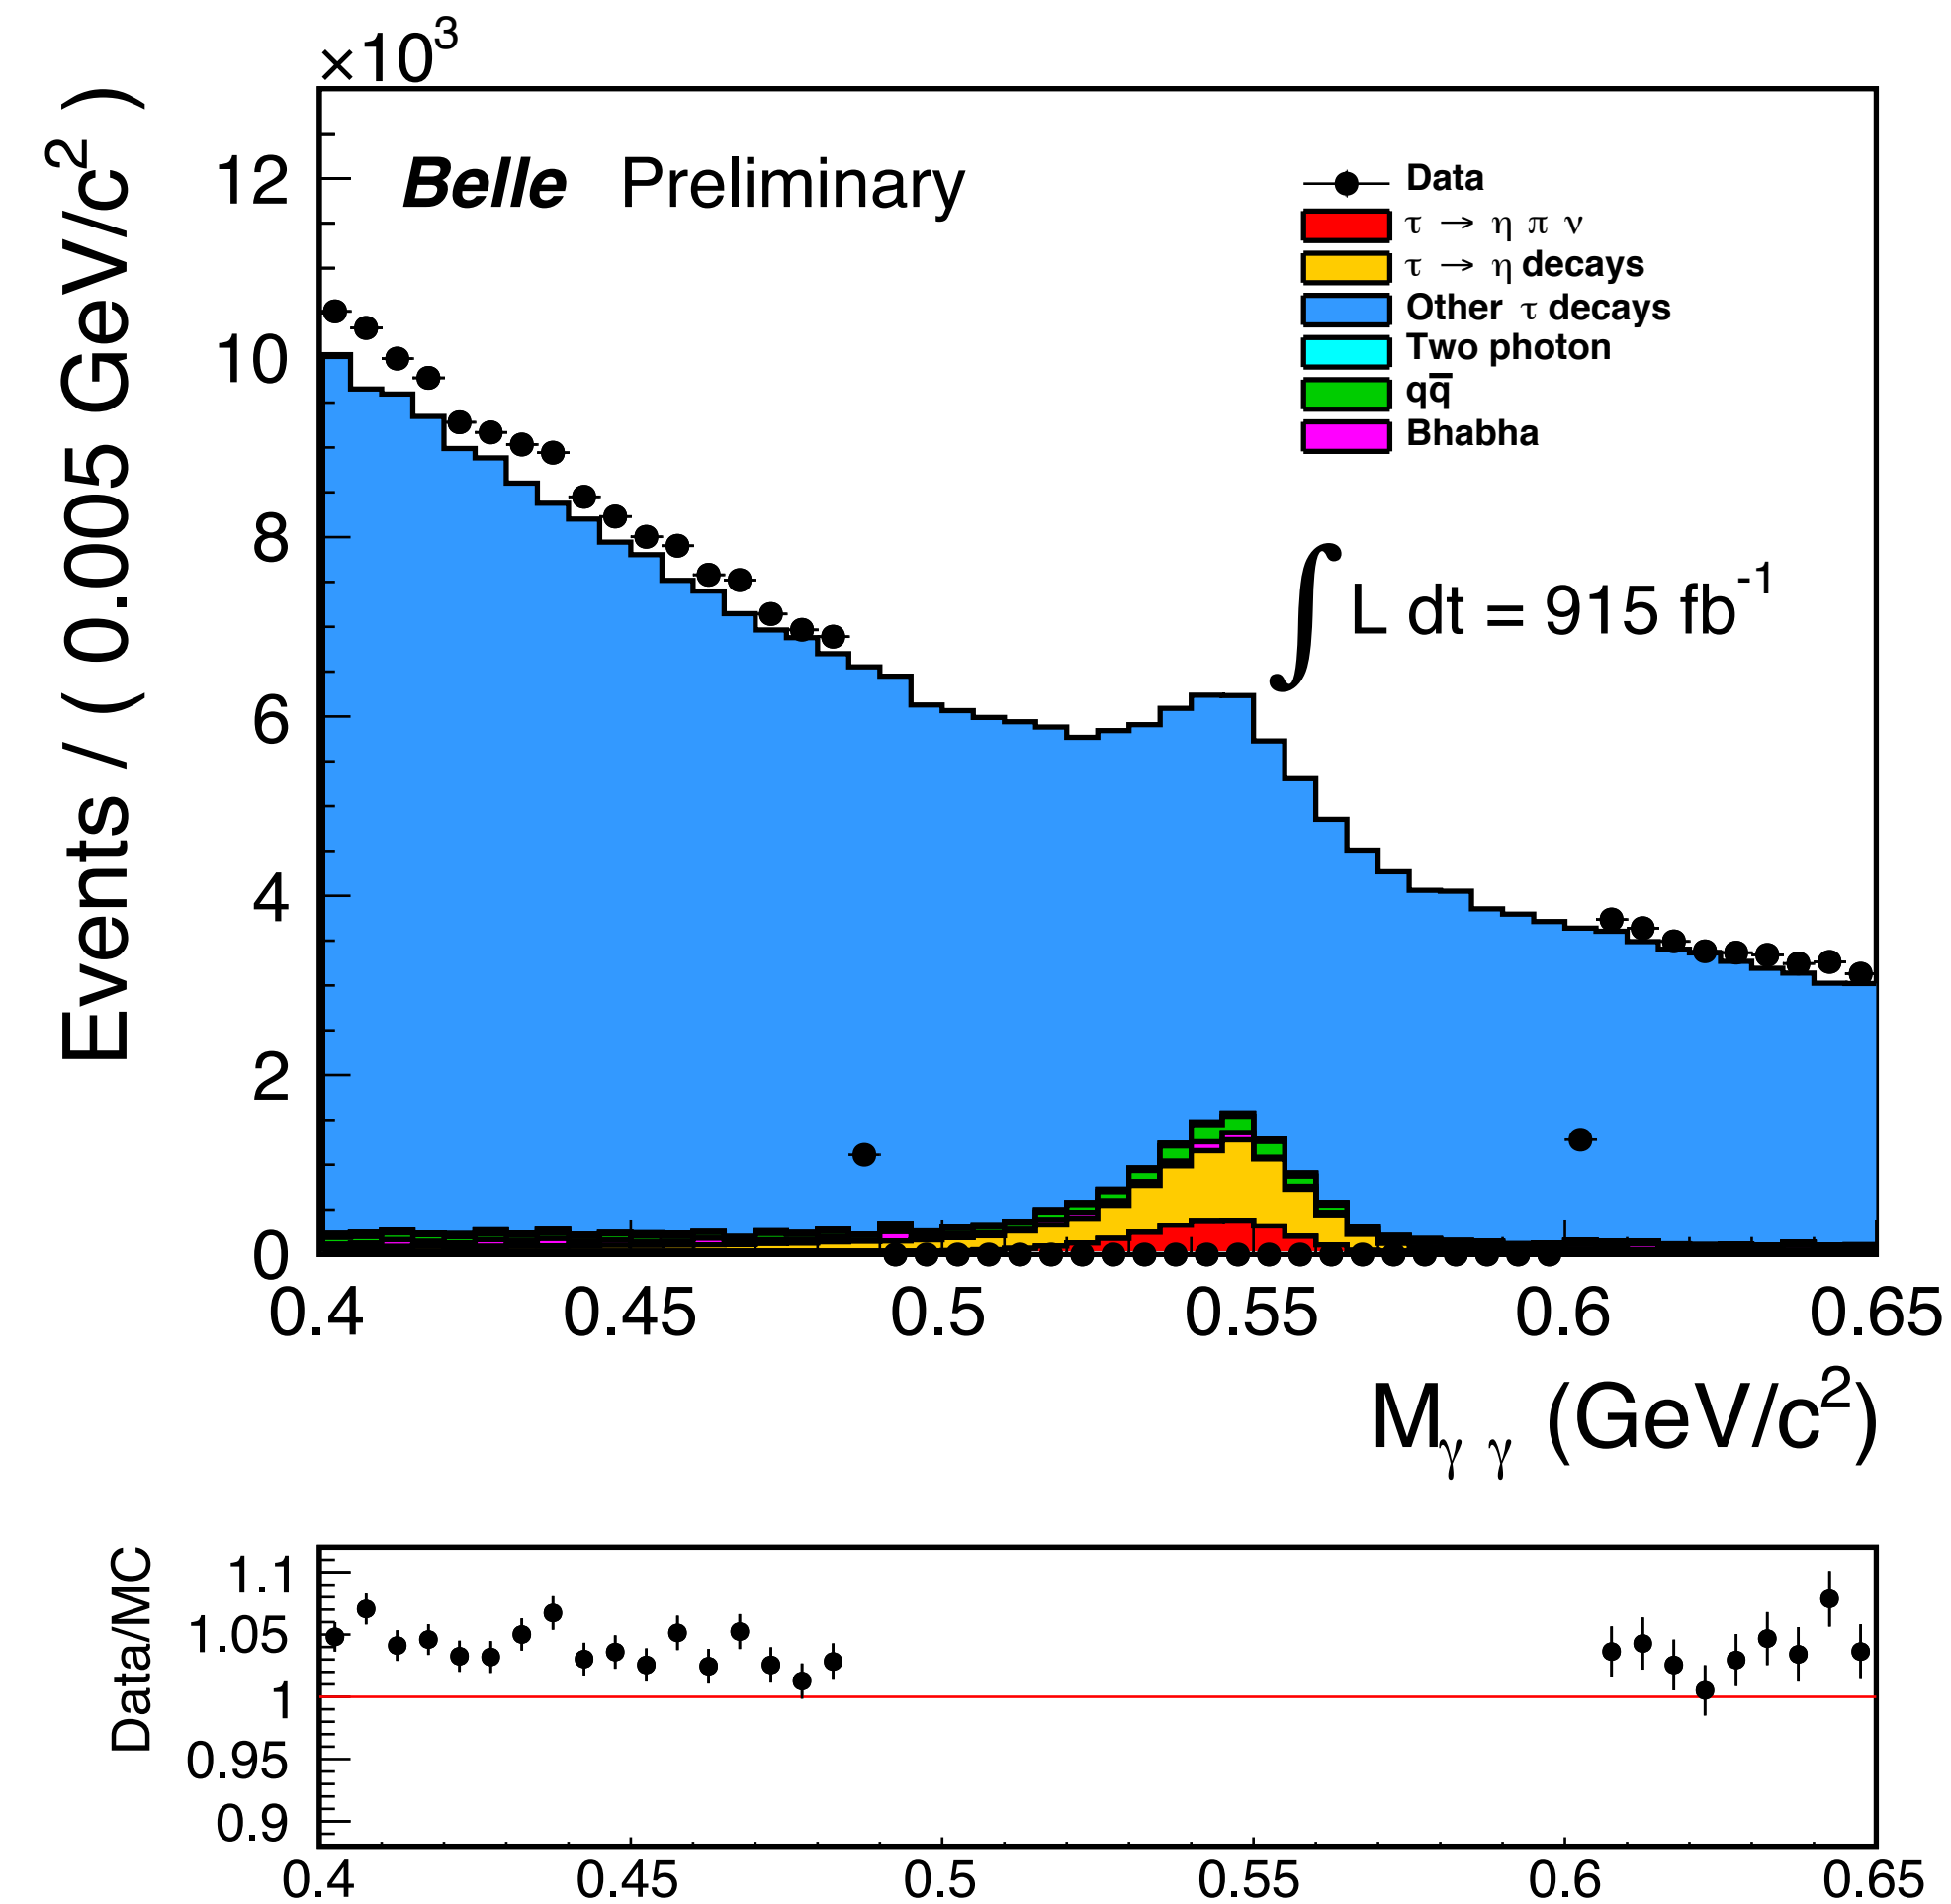 ×10³
Events / ( 0.005 GeV/c² )
12
10
8
6
4
2
0
Belle Preliminary
Data
τ → η π ν
τ → η decays
Other τ decays
Two photon
qq̅
Bhabha
∫ L dt = 915 fb⁻¹
0.4 0.45 0.5 0.55 0.6 0.65
M_γ γ (GeV/c²)
Data/MC
1.1
1.05
1
0.95
0.9
0.4 0.45 0.5 0.55 0.6 0.65